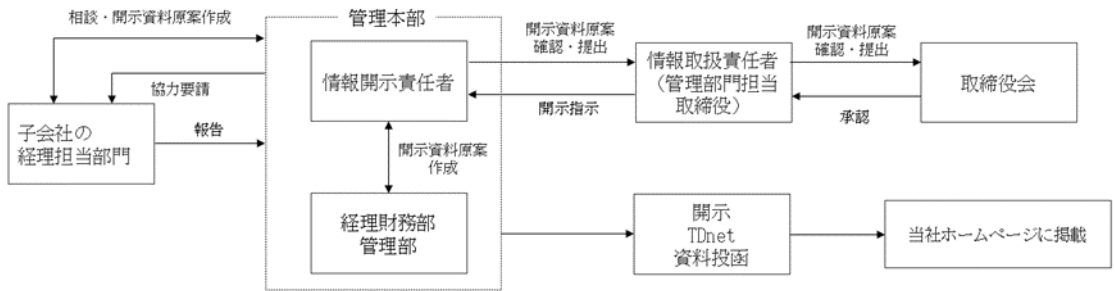 相談・開示資料原案作成
管理本部
協力要請
子会社の
経理担当部門
報告
情報開示責任者
開示資料原案
作成
経理財務部
管理部
開示資料原案
確認・提出
開示指示
情報取扱責任者
(管理部門担当
取締役)
開示資料原案
確認・提出
承認
取締役会
開示
TDnet
資料投函
当社ホームページに掲載